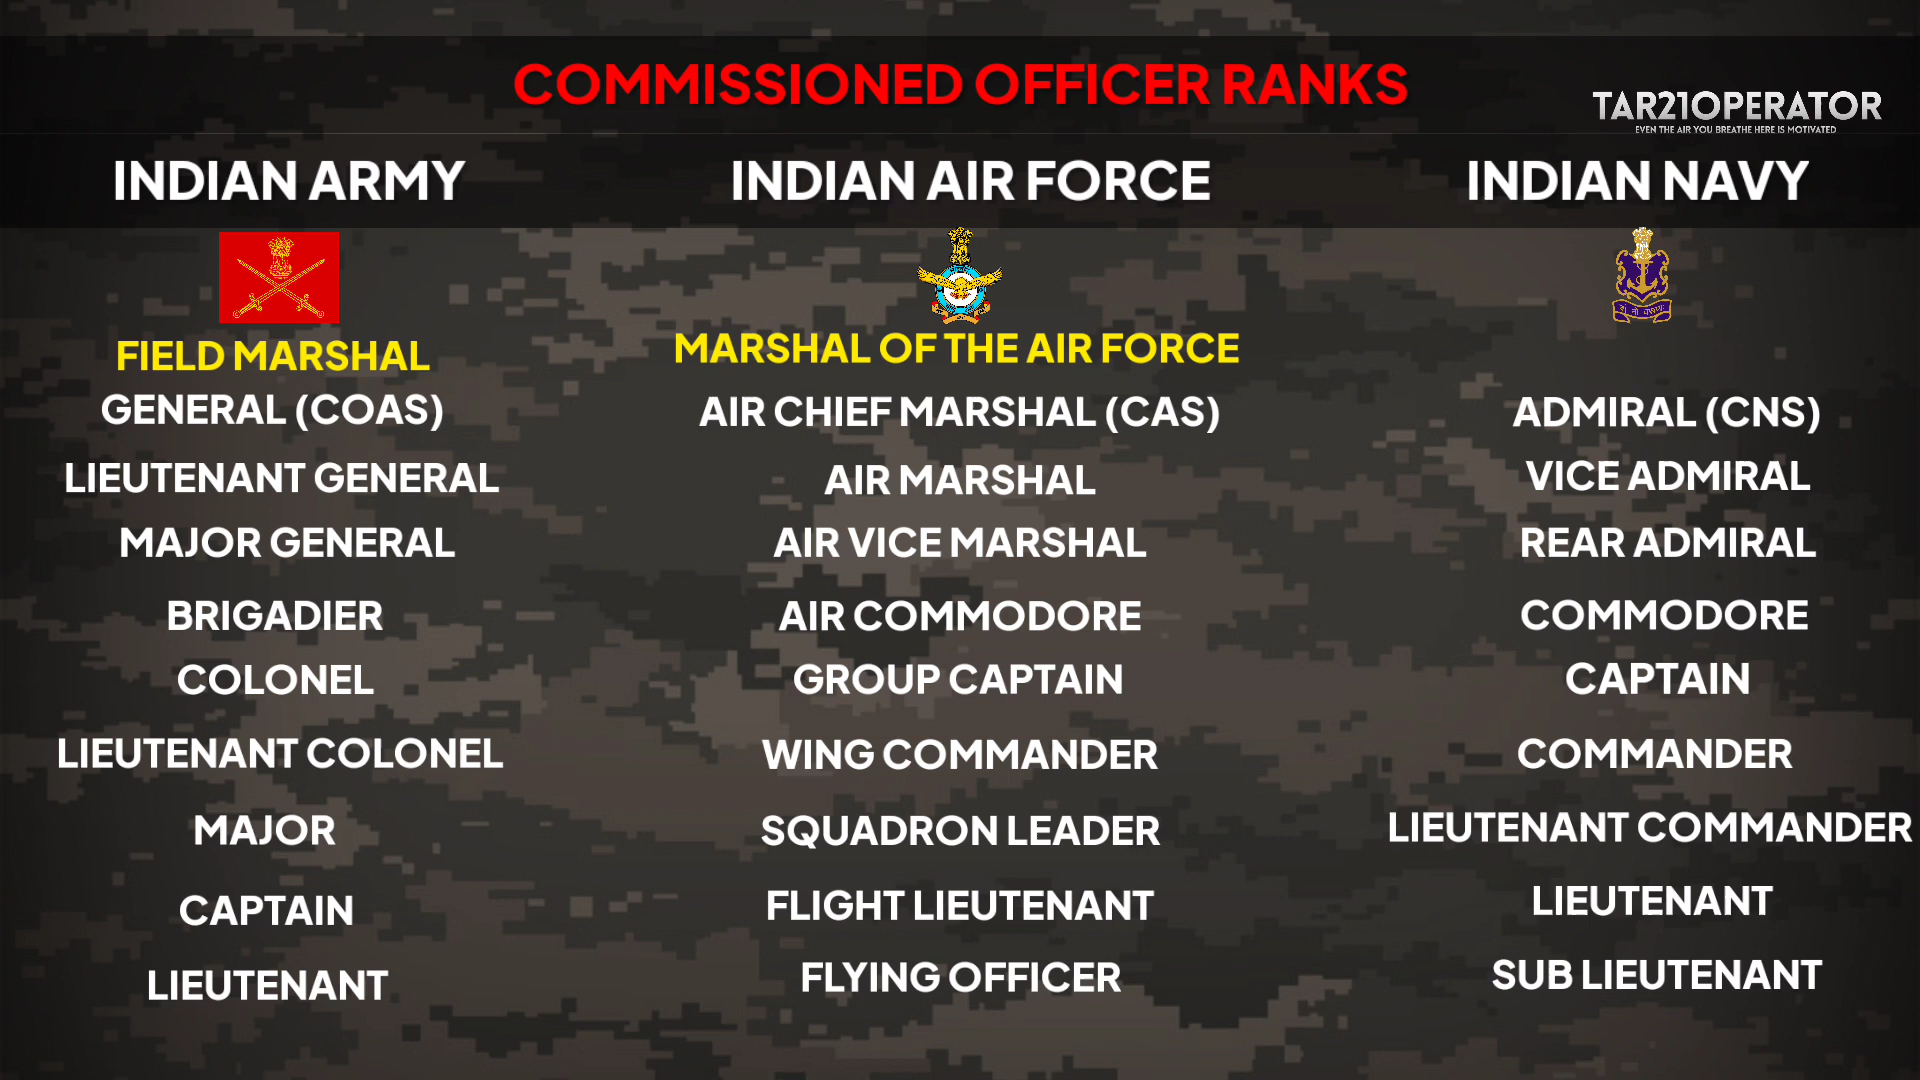 COMMISSIONED OFFICER RANKS
TAR21OPERATOR
EVEN THE AIR YOU BREATHE HERE IS MOTIVATED
INDIAN ARMY
INDIAN AIR FORCE
INDIAN NAVY
FIELD MARSHAL
MARSHAL OF THE AIR FORCE
GENERAL (COAS)
AIR CHIEF MARSHAL (CAS)
ADMIRAL (CNS)
LIEUTENANT GENERAL
AIR MARSHAL
VICE ADMIRAL
MAJOR GENERAL
AIR VICE MARSHAL
REAR ADMIRAL
BRIGADIER
AIR COMMODORE
COMMODORE
COLONEL
GROUP CAPTAIN
CAPTAIN
LIEUTENANT COLONEL
WING COMMANDER
COMMANDER
MAJOR
SQUADRON LEADER
LIEUTENANT COMMANDER
CAPTAIN
FLIGHT LIEUTENANT
LIEUTENANT
LIEUTENANT
FLYING OFFICER
SUB LIEUTENANT